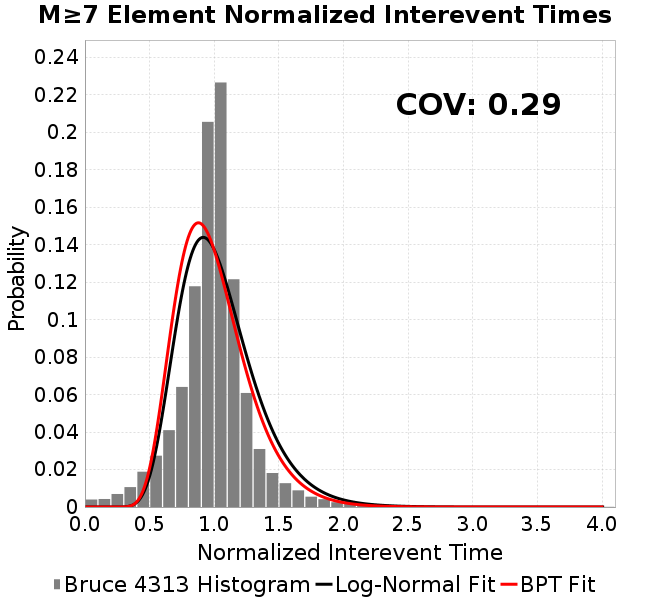 M≥7 Element Normalized Interevent Times
COV: 0.29
Probability
0.24
0.22
0.2
0.18
0.16
0.14
0.12
0.1
0.08
0.06
0.04
0.02
0
0.0 0.5 1.0 1.5 2.0 2.5 3.0 3.5 4.0
Normalized Interevent Time
Bruce 4313 Histogram Log-Normal Fit BPT Fit